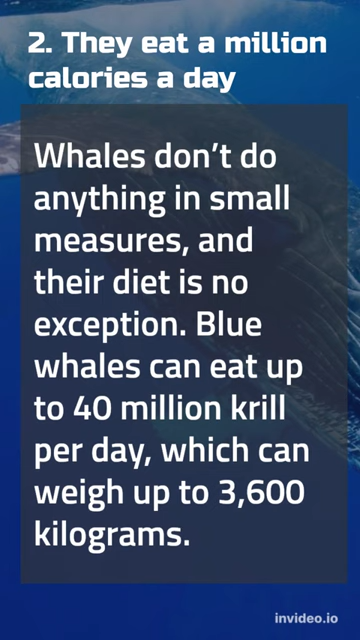 2. They eat a million
calories a day
Whales don't do
anything in small
measures, and
their diet is no
exception. Blue
whales can eat up
to 40 million krill
per day, which can
weigh up to 3,600
kilograms.
invideo.io